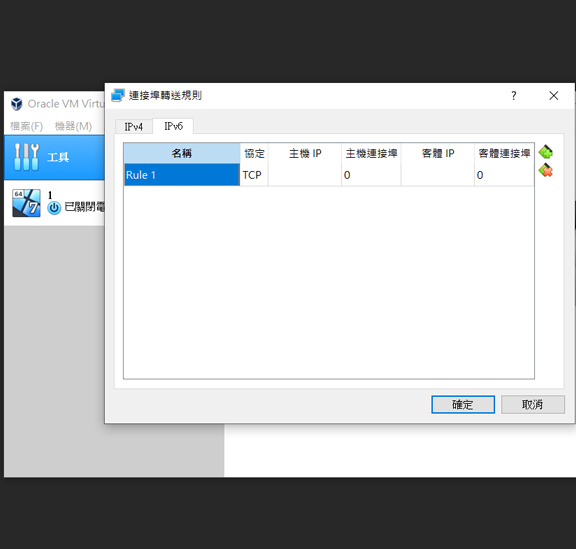 連接埠轉送規則
?
Oracle VM Virtu
檔案(F) 機器(M)
IPv4 IPv6
工具
名稱 協定 主機 IP 主機連接埠 客體 IP 客體連接埠
Rule 1 TCP 0 0
64
7
1
已關閉電
確定 取消